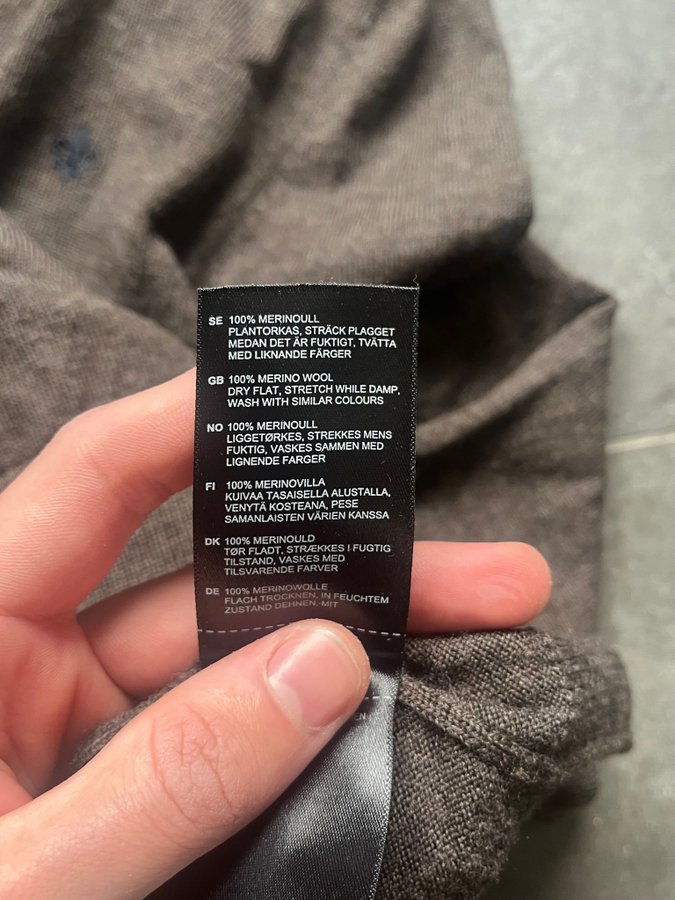 SE 100% MERINOULL
PLANTORKAS, STRÄCK PLAGGET
MEDAN DET ÄR FUKTIGT, TVÄTTA
MED LIKNANDE FÄRGER
GB 100% MERINO WOOL
DRY FLAT, STRETCH WHILE DAMP,
WASH WITH SIMILAR COLOURS
NO 100% MERINOULL
LIGGETØRKES, STREKKES MENS
FUKTIG, VASKES SAMMEN MED
LIGNENDE FARGER
FI 100% MERINOVILLA
KUIVAA TASAISELLA ALUSTALLA,
VENYTÄ KOSTEANA, PESE
SAMANLAISTEN VÄRIEN KANSSA
DK 100% MERINOULD
TØR FLADT, STRÆKKES I FUGTIG
TILSTAND, VASKES MED
TILSVARENDE FARVER
DE 100% MERINOWOLLE
FLACH TROCKNEN, IN FEUCHTEM
ZUSTAND DEHNEN, MIT